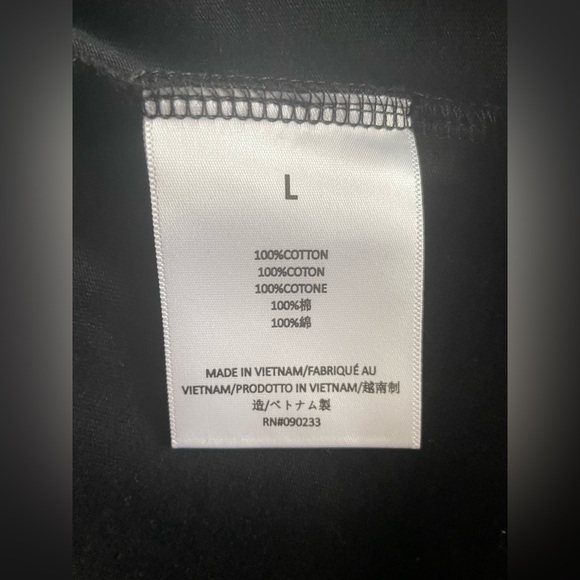 L
100%COTTON
100%COTON
100%COTONE
100%棉
100%綿
MADE IN VIETNAM/FABRIQUÉ AU
VIETNAM/PRODOTTO IN VIETNAM/越南制
造/ベトナム製
RN#090233